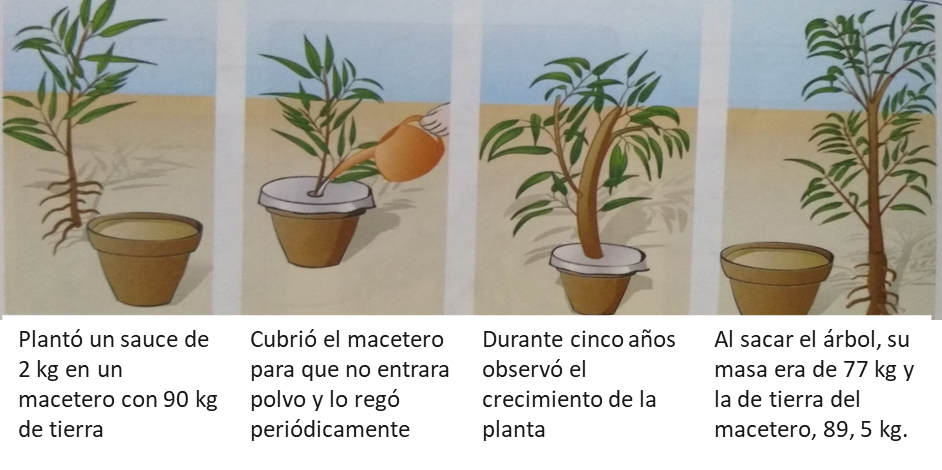 Plantó un sauce de
2 kg en un
macetero con 90 kg
de tierra
Cubrió el macetero
para que no entrara
polvo y lo regó
periódicamente
Durante cinco años
observó el
crecimiento de la
planta
Al sacar el árbol, su
masa era de 77 kg y
la de tierra del
macetero, 89, 5 kg.